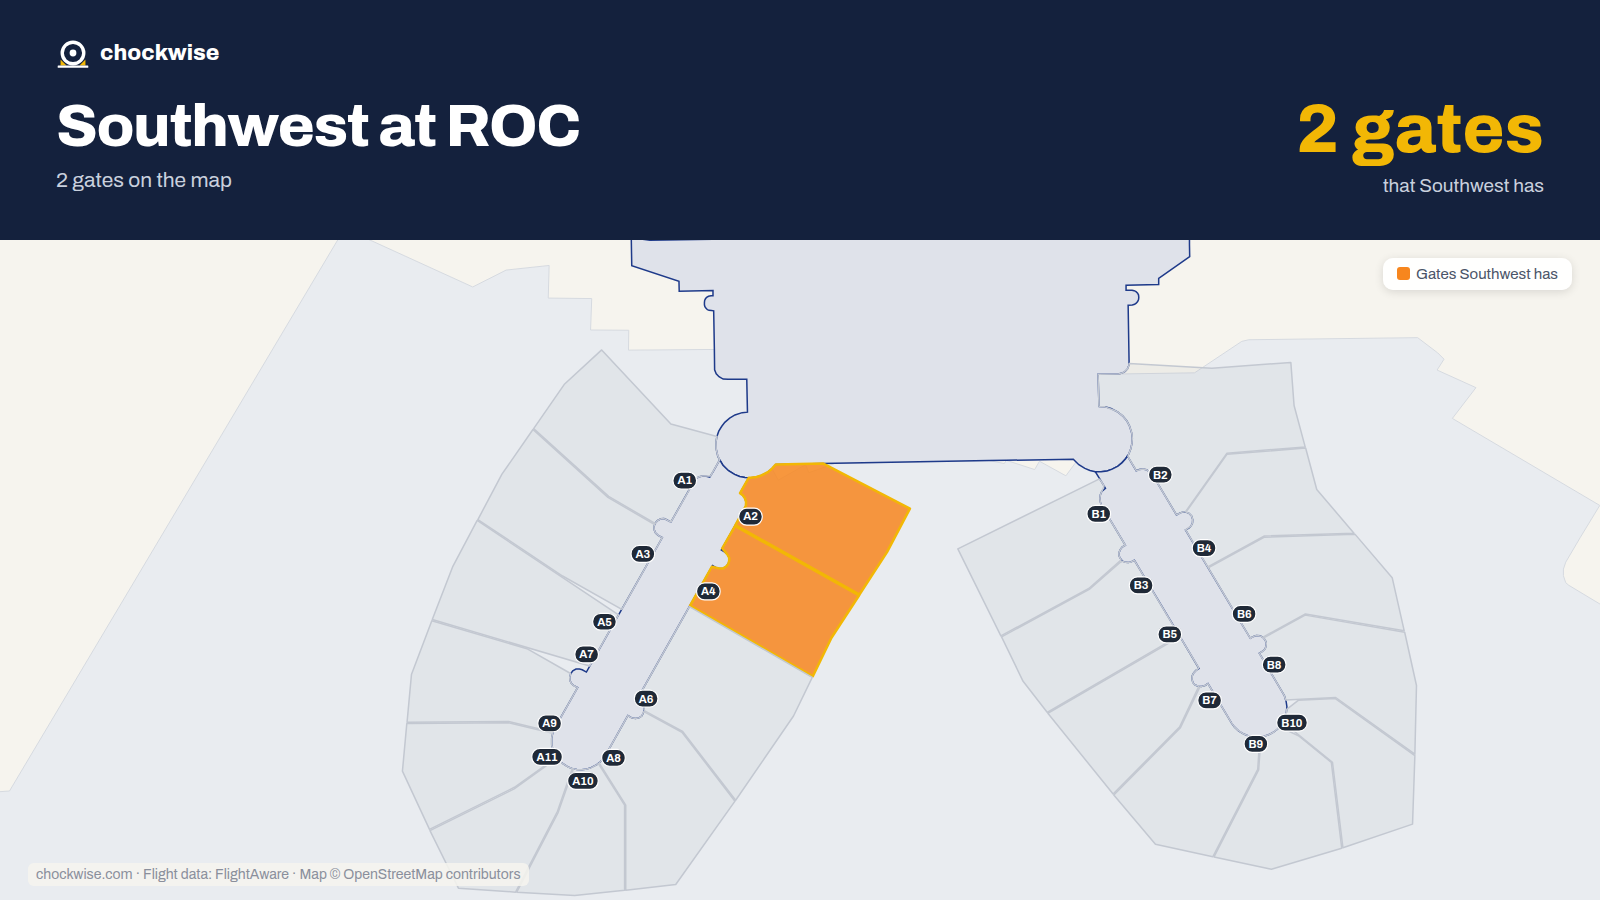 chockwise
Southwest at ROC
2 gates on the map
2 gates
that Southwest has
Gates Southwest has
A1
A2
A3
A4
A5
A7
A6
A9
A11
A8
A10
B2
B1
B4
B3
B6
B5
B8
B7
B10
B9
chockwise.com · Flight data: FlightAware · Map © OpenStreetMap contributors